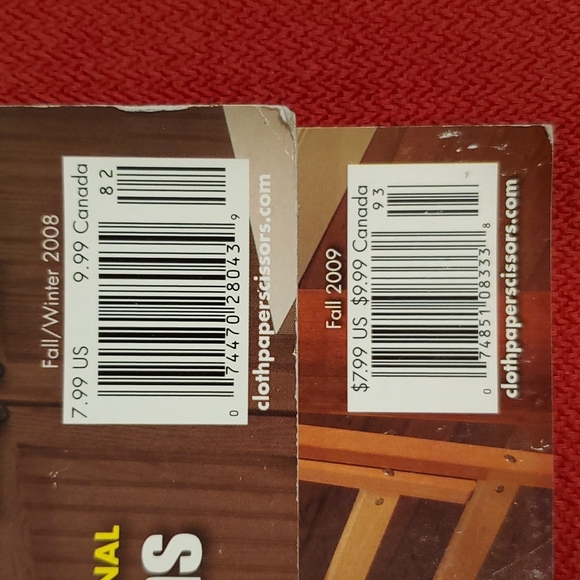 Fall/Winter 2008
7.99 US 9.99 Canada
82
0 74470 28043 9
clothpaperscissors.com
NAL
Fall 2009
$7.99 US $9.99 Canada
93
0 74851 08333 8
clothpaperscissors.com